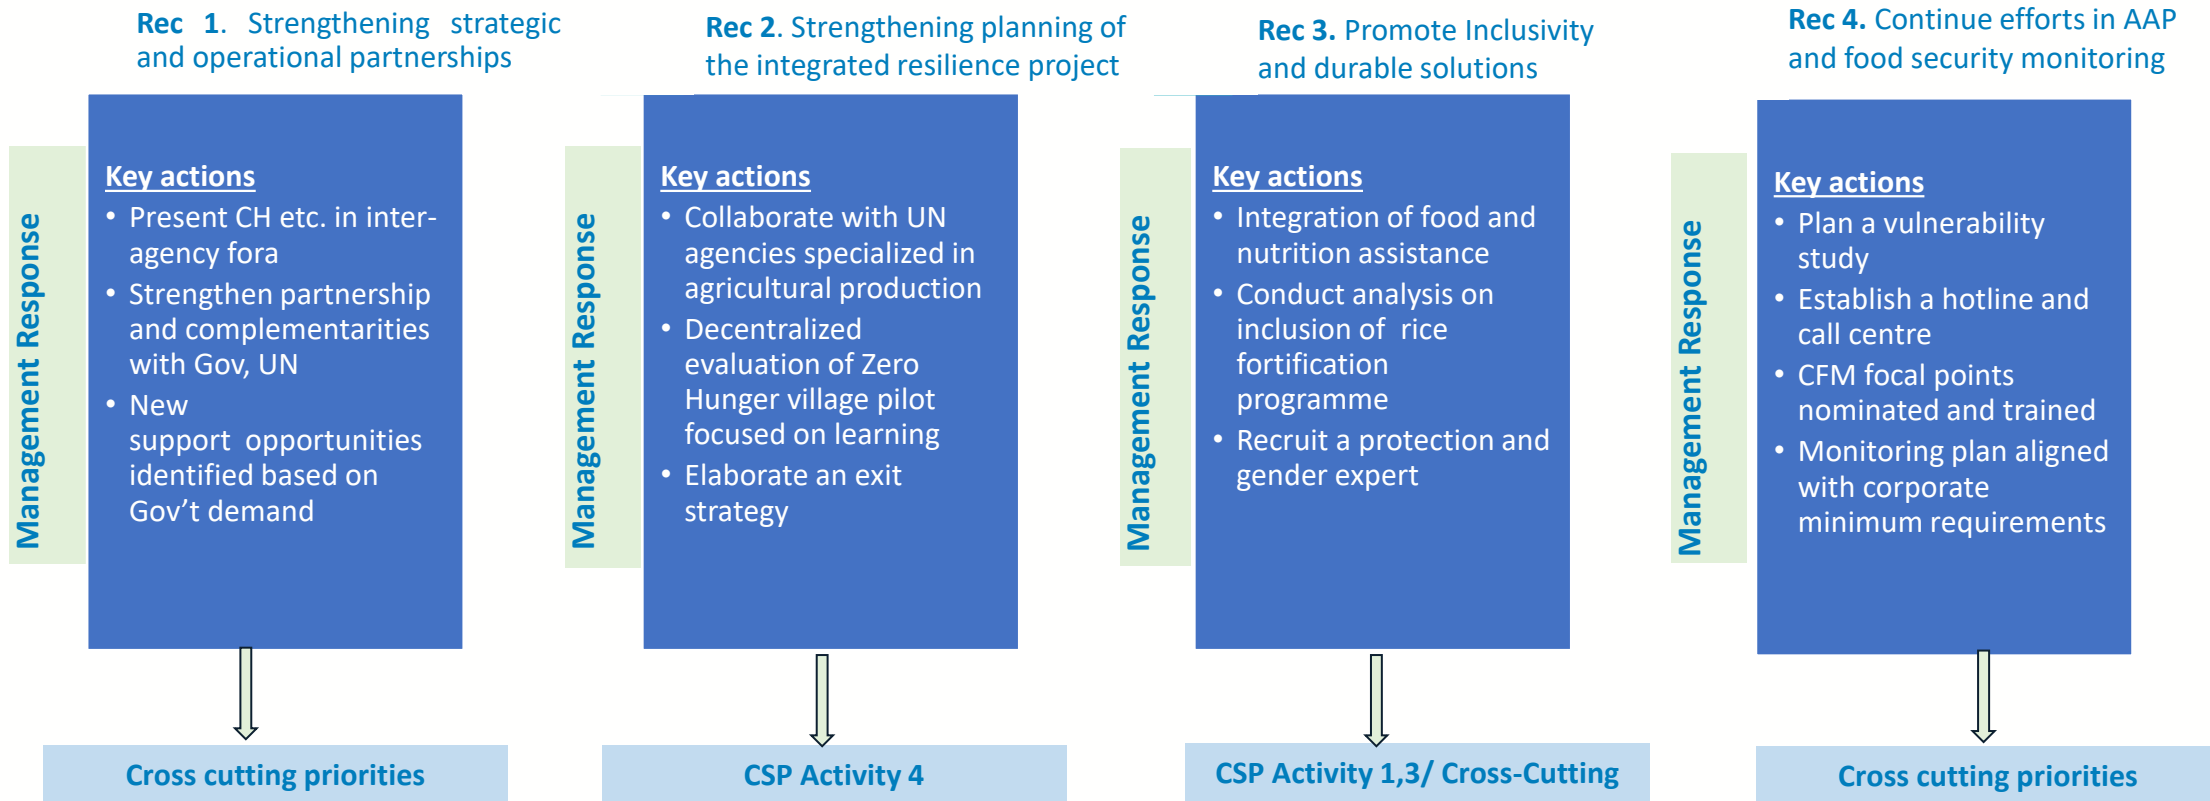 Rec 1. Strengthening strategic
and operational partnerships
Management Response
Key actions
• Present CH etc. in inter-
agency fora
• Strengthen partnership
and complementarities
with Gov, UN
• New
support opportunities
identified based on
Gov’t demand
Cross cutting priorities
Rec 2. Strengthening planning of
the integrated resilience project
Management Response
Key actions
• Collaborate with UN
agencies specialized in
agricultural production
• Decentralized
evaluation of Zero
Hunger village pilot
focused on learning
• Elaborate an exit
strategy
CSP Activity 4
Rec 3. Promote Inclusivity
and durable solutions
Management Response
Key actions
• Integration of food and
nutrition assistance
• Conduct analysis on
inclusion of rice
fortification
programme
• Recruit a protection and
gender expert
CSP Activity 1,3/ Cross-Cutting
Rec 4. Continue efforts in AAP
and food security monitoring
Management Response
Key actions
• Plan a vulnerability
study
• Establish a hotline and
call centre
• CFM focal points
nominated and trained
• Monitoring plan aligned
with corporate
minimum requirements
Cross cutting priorities